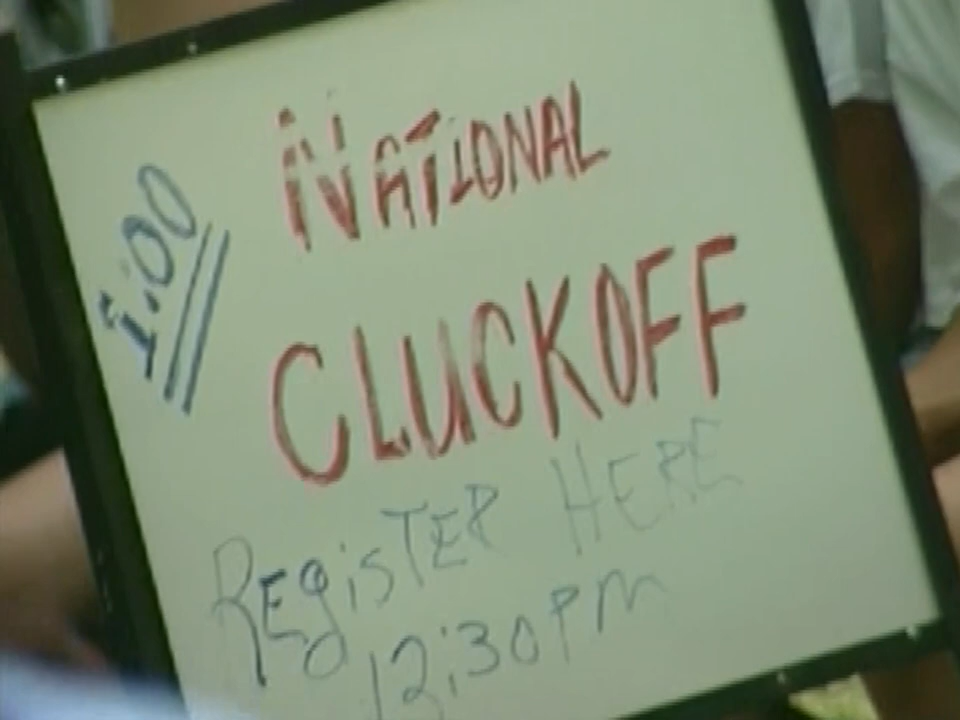 1:00
NATIONAL
CLUCKOFF
REgisTER HERE
12:30PM